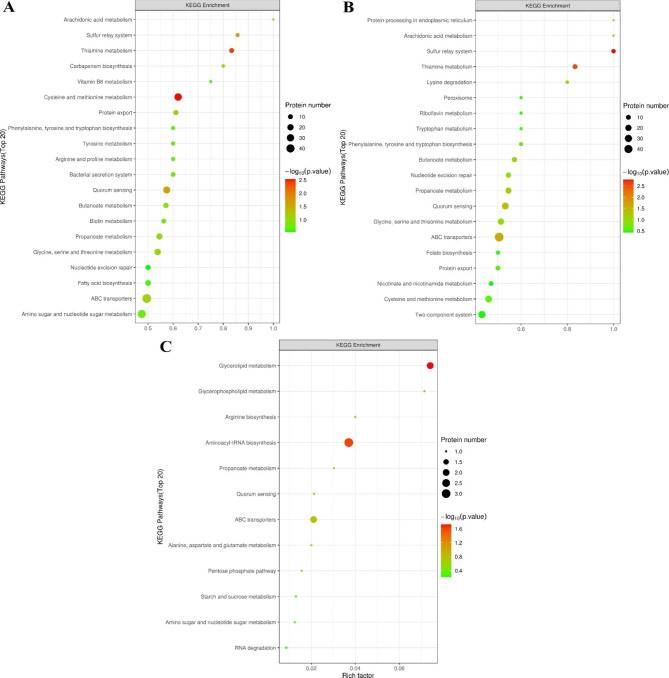 A
KEGG Enrichment
KEGG Pathways(Top 20)
Arachidonic acid metabolism
Sulfur relay system
Thiamine metabolism
Carbapenem biosynthesis
Vitamin B6 metabolism
Cysteine and methionine metabolism
Protein export
Phenylalanine, tyrosine and tryptophan biosynthesis
Tyrosine metabolism
Arginine and proline metabolism
Bacterial secretion system
Quorum sensing
Butanoate metabolism
Biotin metabolism
Propanoate metabolism
Glycine, serine and threonine metabolism
Nucleotide excision repair
Fatty acid biosynthesis
ABC transporters
Amino sugar and nucleotide sugar metabolism
0.5 0.6 0.7 0.8 0.9 1.0
Protein number
10
20
30
40
−log10(p.value)
2.5
2.0
1.5
1.0
B
KEGG Enrichment
KEGG Pathways(Top 20)
Protein processing in endoplasmic reticulum
Arachidonic acid metabolism
Sulfur relay system
Thiamine metabolism
Lysine degradation
Peroxisome
Riboflavin metabolism
Tryptophan metabolism
Phenylalanine, tyrosine and tryptophan biosynthesis
Butanoate metabolism
Nucleotide excision repair
Propanoate metabolism
Quorum sensing
Glycine, serine and threonine metabolism
ABC transporters
Folate biosynthesis
Protein export
Nicotinate and nicotinamide metabolism
Cysteine and methionine metabolism
Two component system
0.6 0.8 1.0
Protein number
10
20
30
40
−log10(p.value)
2.5
2.0
1.5
1.0
0.5
C
KEGG Enrichment
KEGG Pathways(Top 20)
Glycerolipid metabolism
Glycerophospholipid metabolism
Arginine biosynthesis
Aminoacyl-tRNA biosynthesis
Propanoate metabolism
Quorum sensing
ABC transporters
Alanine, aspartate and glutamate metabolism
Pentose phosphate pathway
Starch and sucrose metabolism
Amino sugar and nucleotide sugar metabolism
RNA degradation
0.02 0.04 0.06
Rich factor
Protein number
1.0
1.5
2.0
2.5
3.0
−log10(p.value)
1.6
1.2
0.8
0.4